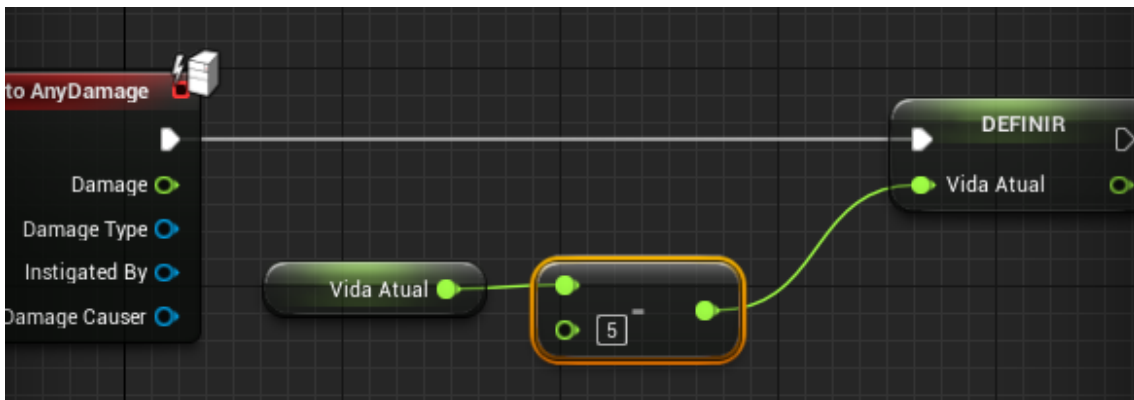 to AnyDamage
DEFINIR
Damage
Vida Atual
Damage Type
Instigated By
Vida Atual
-
5
Damage Causer